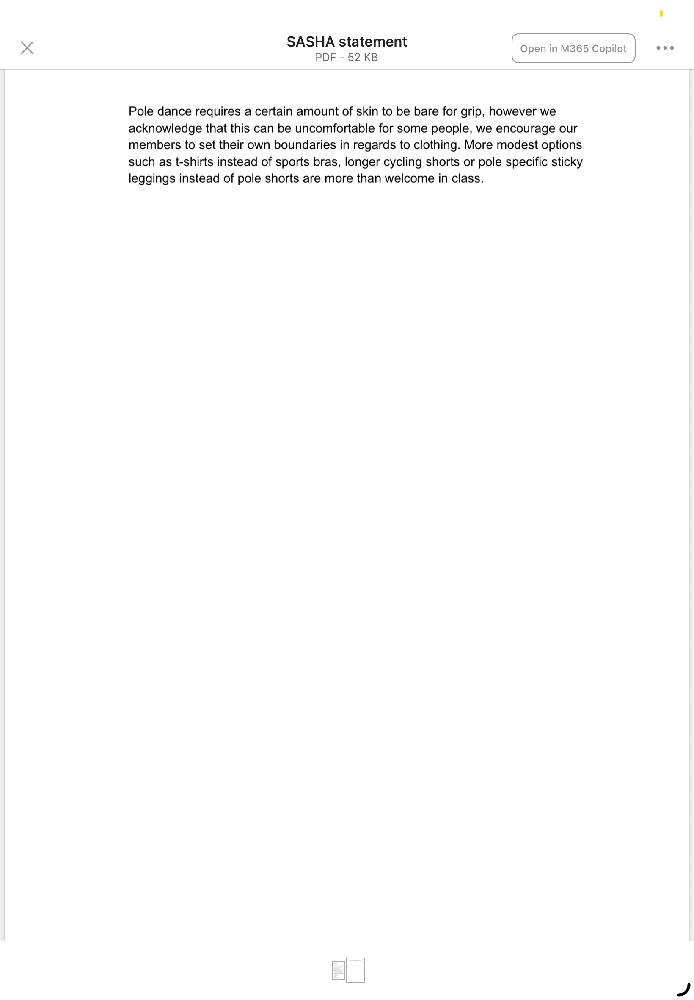 SASHA statement
PDF - 52 KB
Open in M365 Copilot
Pole dance requires a certain amount of skin to be bare for grip, however we
acknowledge that this can be uncomfortable for some people, we encourage our
members to set their own boundaries in regards to clothing. More modest options
such as t-shirts instead of sports bras, longer cycling shorts or pole specific sticky
leggings instead of pole shorts are more than welcome in class.